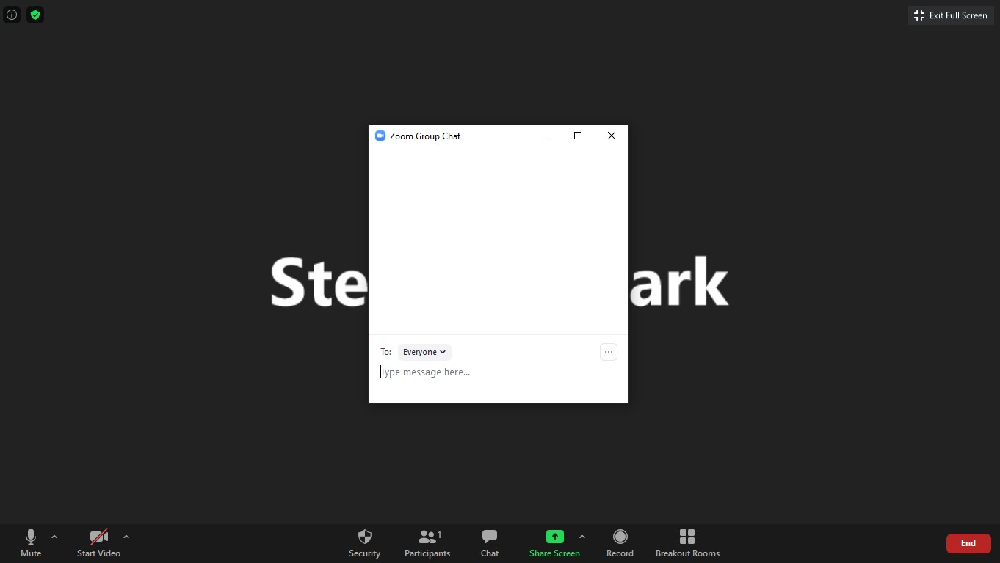 Exit Full Screen
Zoom Group Chat
Ste
ark
To: Everyone
Type message here...
Mute
Start Video
Security
1
Participants
Chat
Share Screen
Record
Breakout Rooms
End